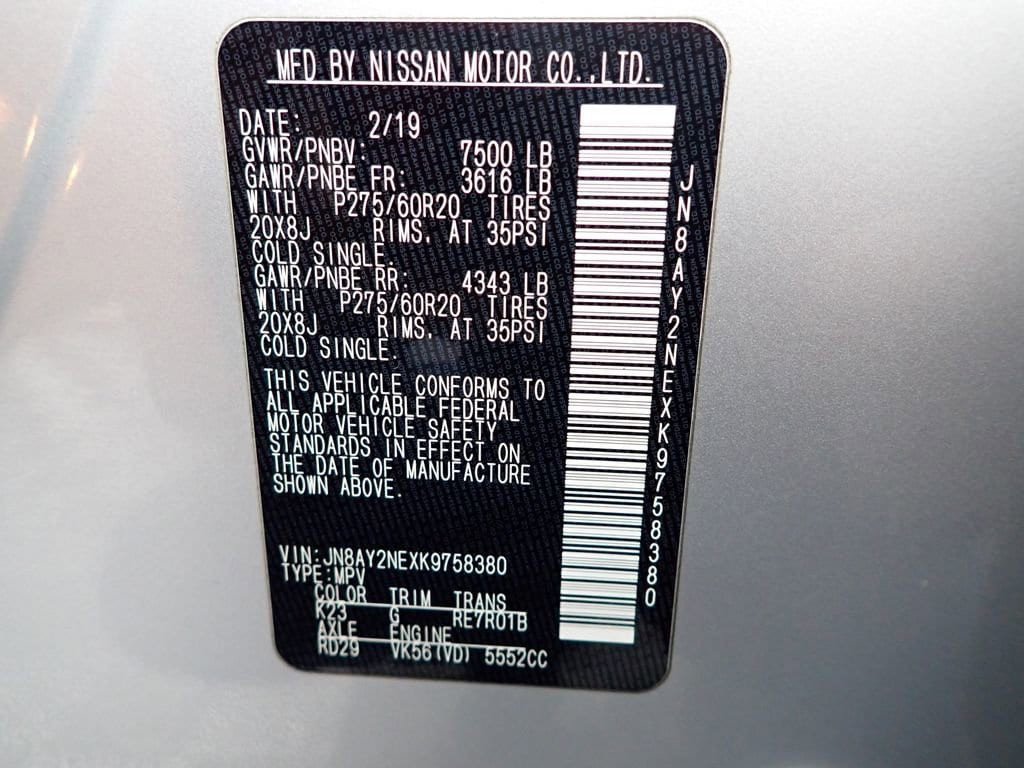 MFD BY NISSAN MOTOR CO.,LTD.
DATE: 2/19
GVWR/PNBV: 7500 LB
GAWR/PNBE FR: 3616 LB
WITH P275/60R20 TIRES
20X8J RIMS. AT 35PSI
COLD SINGLE.
GAWR/PNBE RR: 4343 LB
WITH P275/60R20 TIRES
20X8J RIMS. AT 35PSI
COLD SINGLE.
THIS VEHICLE CONFORMS TO
ALL APPLICABLE FEDERAL
MOTOR VEHICLE SAFETY
STANDARDS IN EFFECT ON
THE DATE OF MANUFACTURE
SHOWN ABOVE.
VIN:JN8AY2NEXK9758380
TYPE:MPV
COLOR TRIM TRANS
K23 G RE7R01B
AXLE ENGINE
RD29 VK56(VD) 5552CC
JN8AY2NEXK9758380